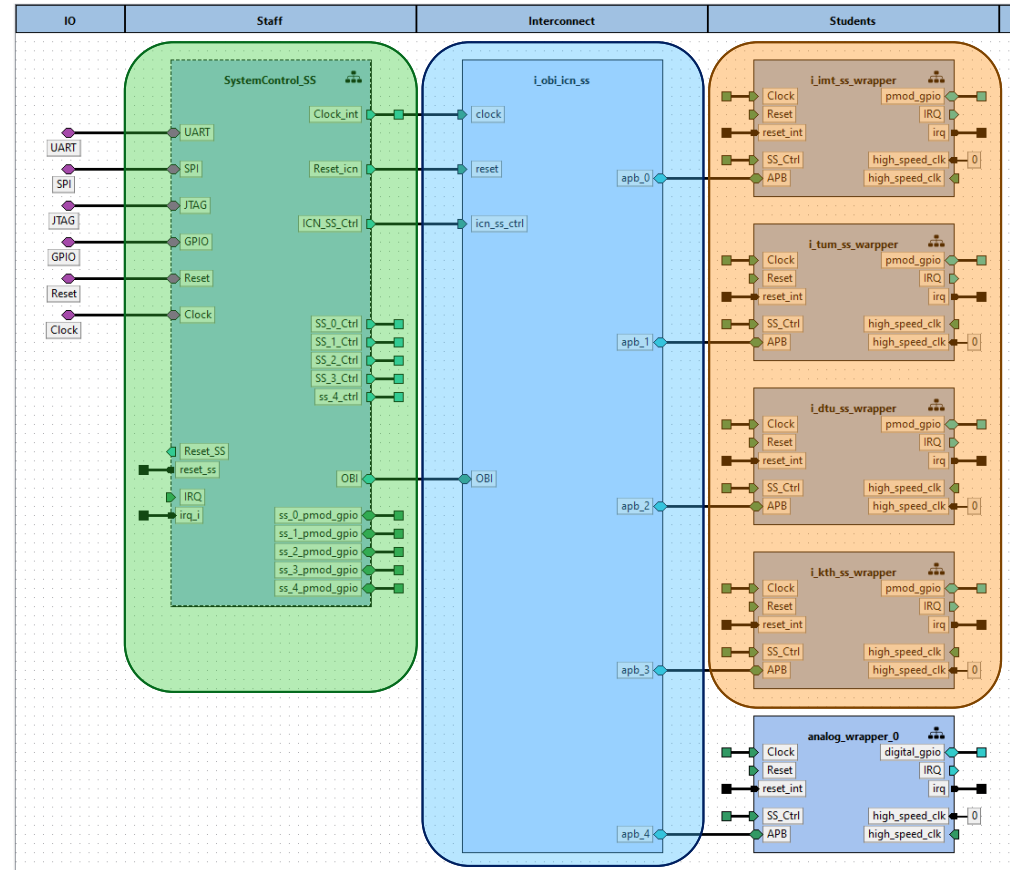 IO
Staff
Interconnect
Students
UART
SPI
JTAG
GPIO
Reset
Clock
SystemControl_SS
UART
SPI
JTAG
GPIO
Reset
Clock
Reset_SS
reset_ss
IRQ
irq_i
Clock_int
Reset_icn
ICN_SS_Ctrl
SS_0_Ctrl
SS_1_Ctrl
SS_2_Ctrl
SS_3_Ctrl
ss_4_ctrl
OBI
ss_0_pmod_gpio
ss_1_pmod_gpio
ss_2_pmod_gpio
ss_3_pmod_gpio
ss_4_pmod_gpio
i_obi_icn_ss
clock
reset
icn_ss_ctrl
OBI
apb_0
apb_1
apb_2
apb_3
apb_4
i_imt_ss_wrapper
Clock pmod_gpio
Reset IRQ
reset_int irq
SS_Ctrl high_speed_clk 0
APB high_speed_clk
i_tum_ss_warpper
Clock pmod_gpio
Reset IRQ
reset_int irq
SS_Ctrl high_speed_clk
APB high_speed_clk 0
i_dtu_ss_wrapper
Clock pmod_gpio
Reset IRQ
reset_int irq
SS_Ctrl high_speed_clk
APB high_speed_clk 0
i_kth_ss_wrapper
Clock pmod_gpio
Reset IRQ
reset_int irq
SS_Ctrl high_speed_clk
APB high_speed_clk 0
analog_wrapper_0
Clock digital_gpio
Reset IRQ
reset_int irq
SS_Ctrl high_speed_clk 0
APB high_speed_clk